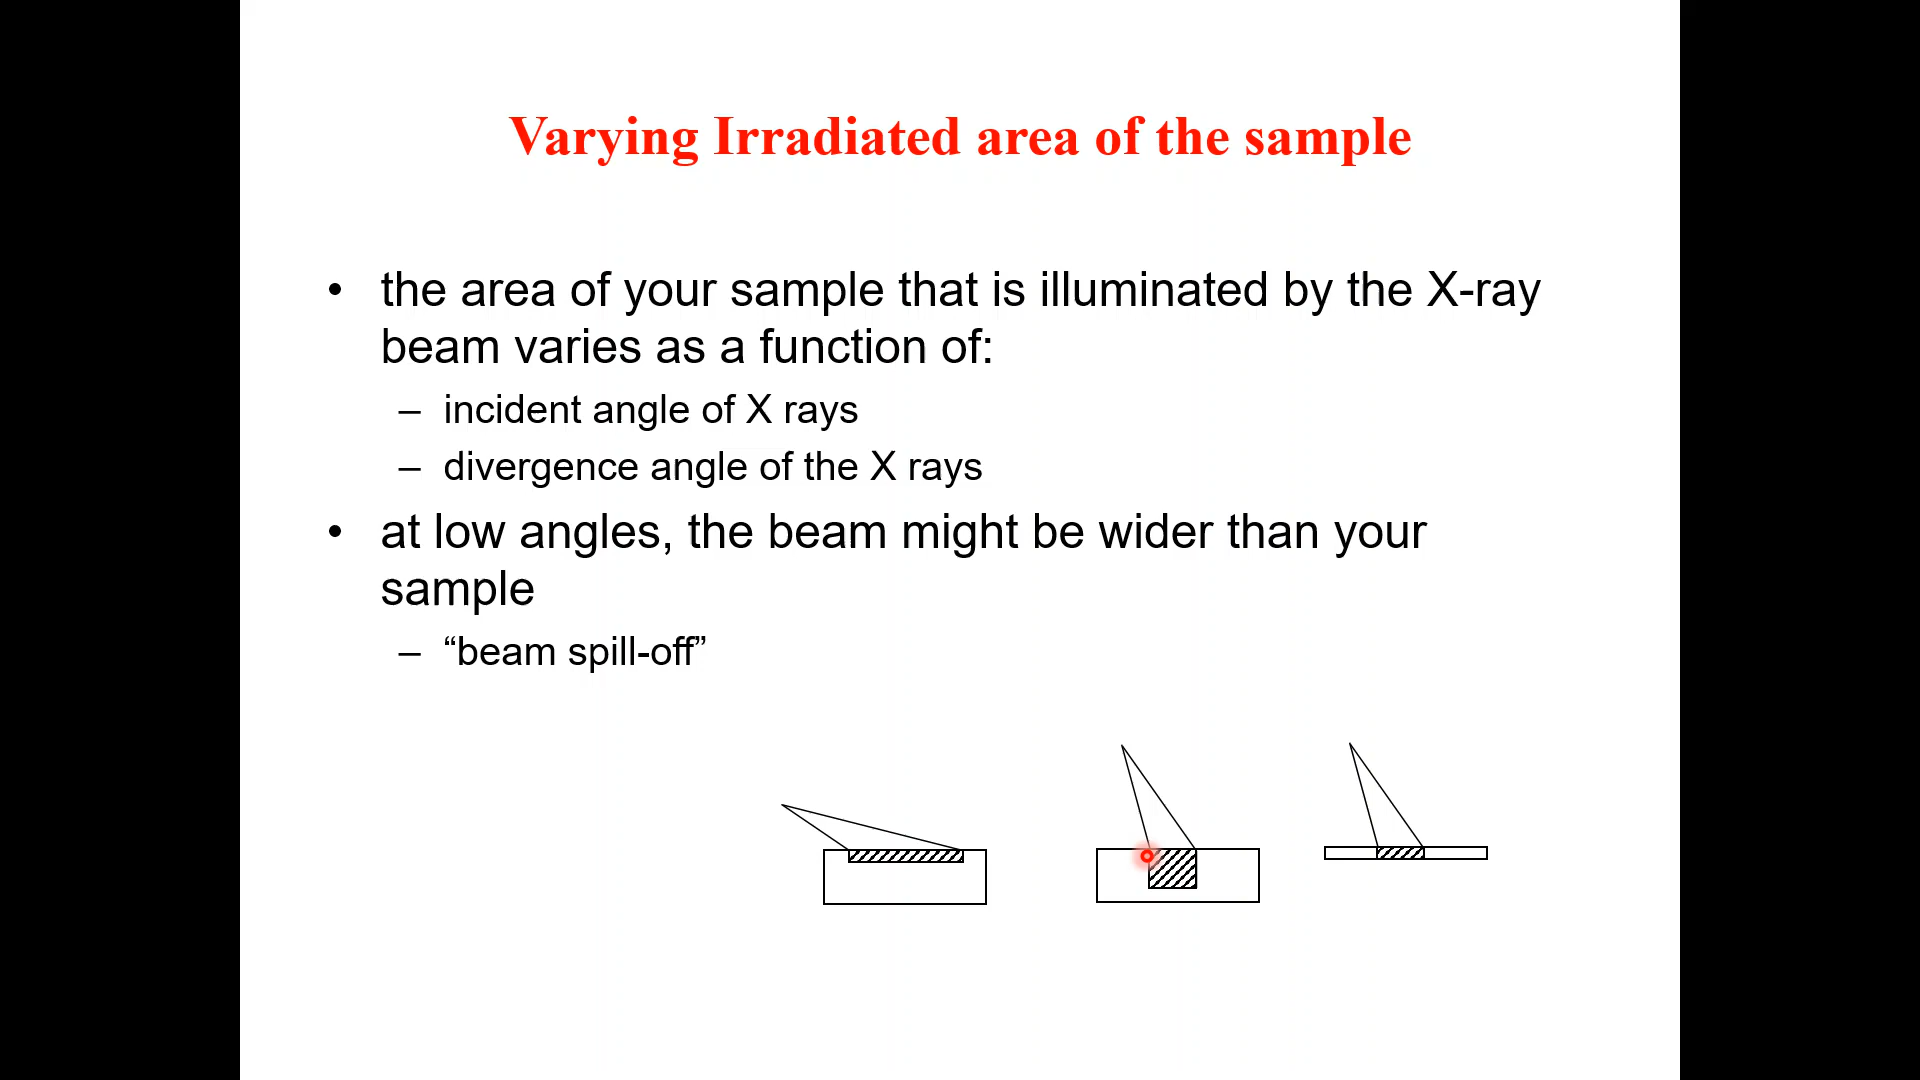 Varying Irradiated area of the sample
• the area of your sample that is illuminated by the X-ray
beam varies as a function of:
– incident angle of X rays
– divergence angle of the X rays
• at low angles, the beam might be wider than your
sample
– “beam spill-off”